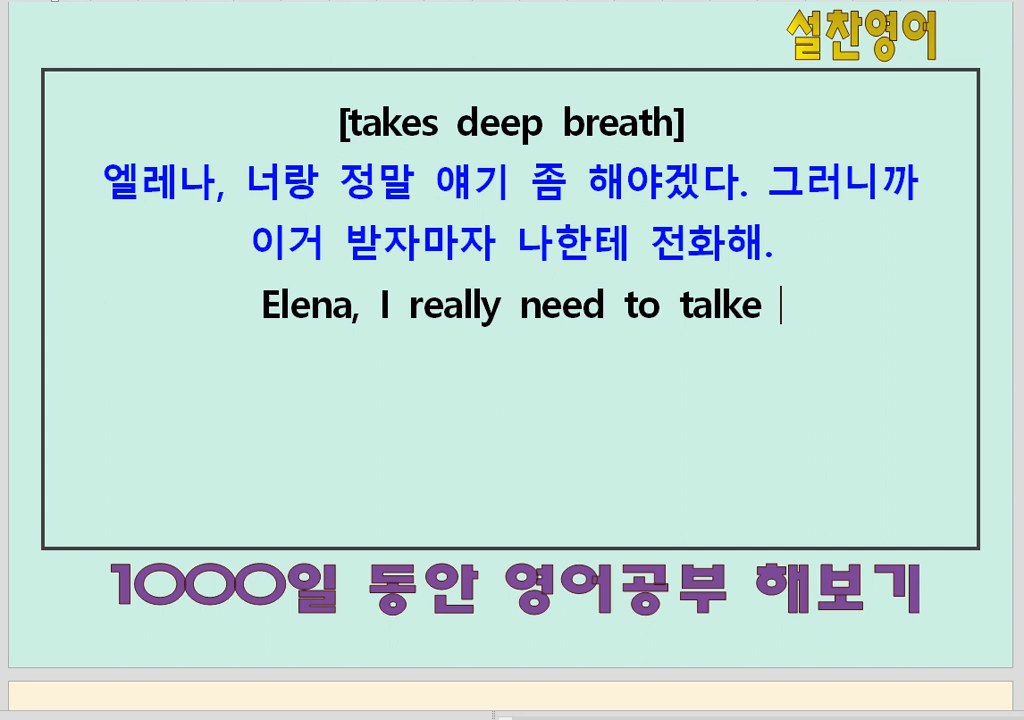 설찬영어
[takes deep breath]
엘레나, 너랑 정말 얘기 좀 해야겠다. 그러니까
이거 받자마자 나한테 전화해.
Elena, I really need to talke
1000일 동안 영어공부 해보기